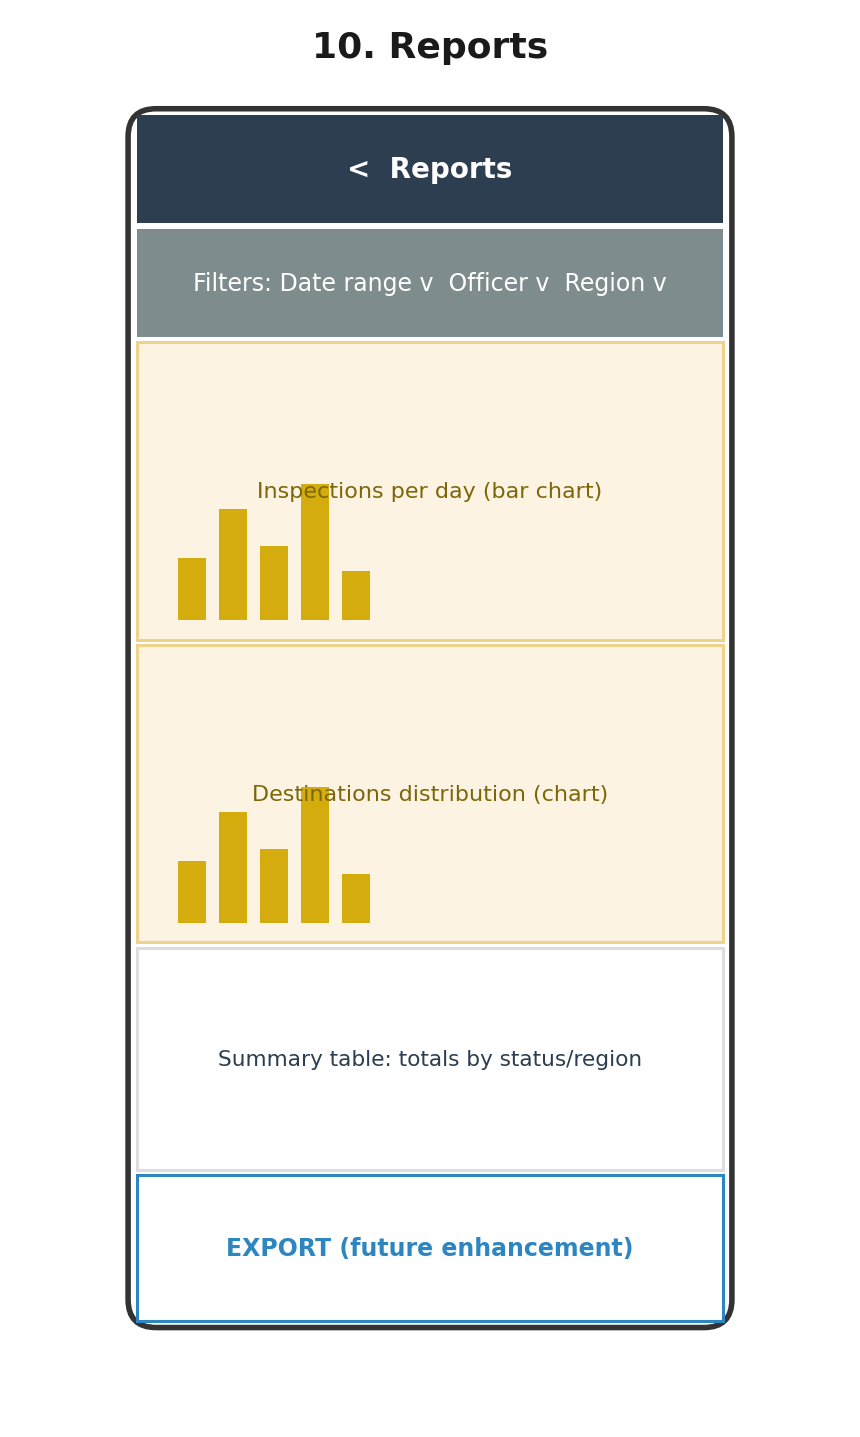 10. Reports
< Reports
Filters: Date range v Officer v Region v
Inspections per day (bar chart)
Destinations distribution (chart)
Summary table: totals by status/region
EXPORT (future enhancement)